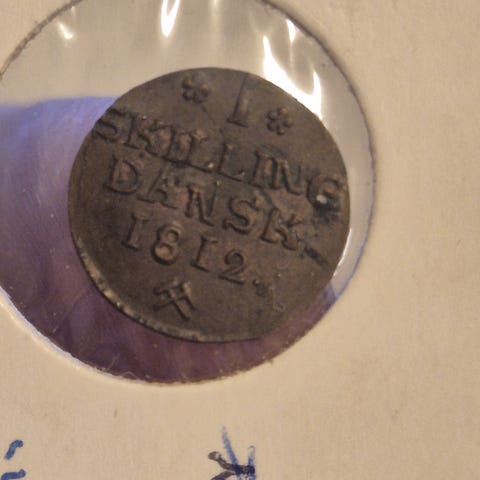 * 1 *
SKILLING
DANSK
1812.